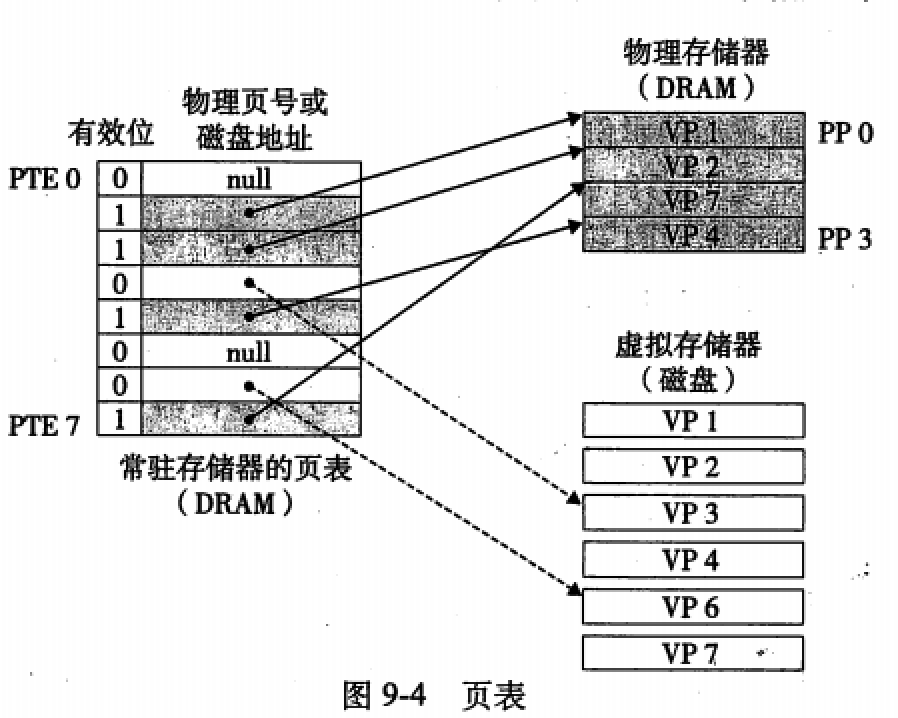 物理页号或
磁盘地址
有效位
PTE 0 0 null
1
1
0
1
0 null
0
PTE 7 1
常驻存储器的页表
(DRAM)
物理存储器
(DRAM)
VP 1 PP 0
VP 2
VP 7
VP 4 PP 3
虚拟存储器
(磁盘)
VP 1
VP 2
VP 3
VP 4
VP 6
VP 7
图 9-4 页表